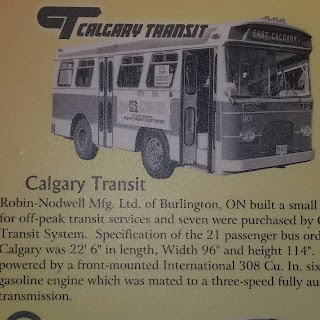 CALGARY TRANSIT
EAST CALGARY
901
Calgary Transit
Robin-Nodwell Mfg. Ltd. of Burlington, ON built a small
for off-peak transit services and seven were purchased by C
Transit System. Specification of the 21 passenger bus ord
Calgary was 22' 6" in length, Width 96" and height 114".
powered by a front-mounted International 308 Cu. In. six
gasoline engine which was mated to a three-speed fully au
transmission.